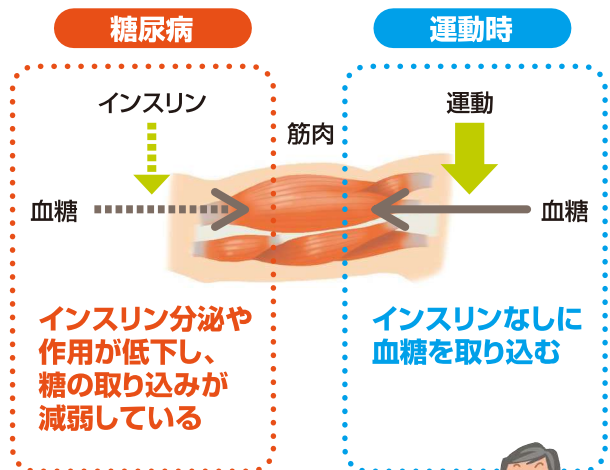 糖尿病
運動時
インスリン
運動
筋肉
血糖
血糖
インスリン分泌や
作用が低下し、
糖の取り込みが
減弱している
インスリンなしに
血糖を取り込む